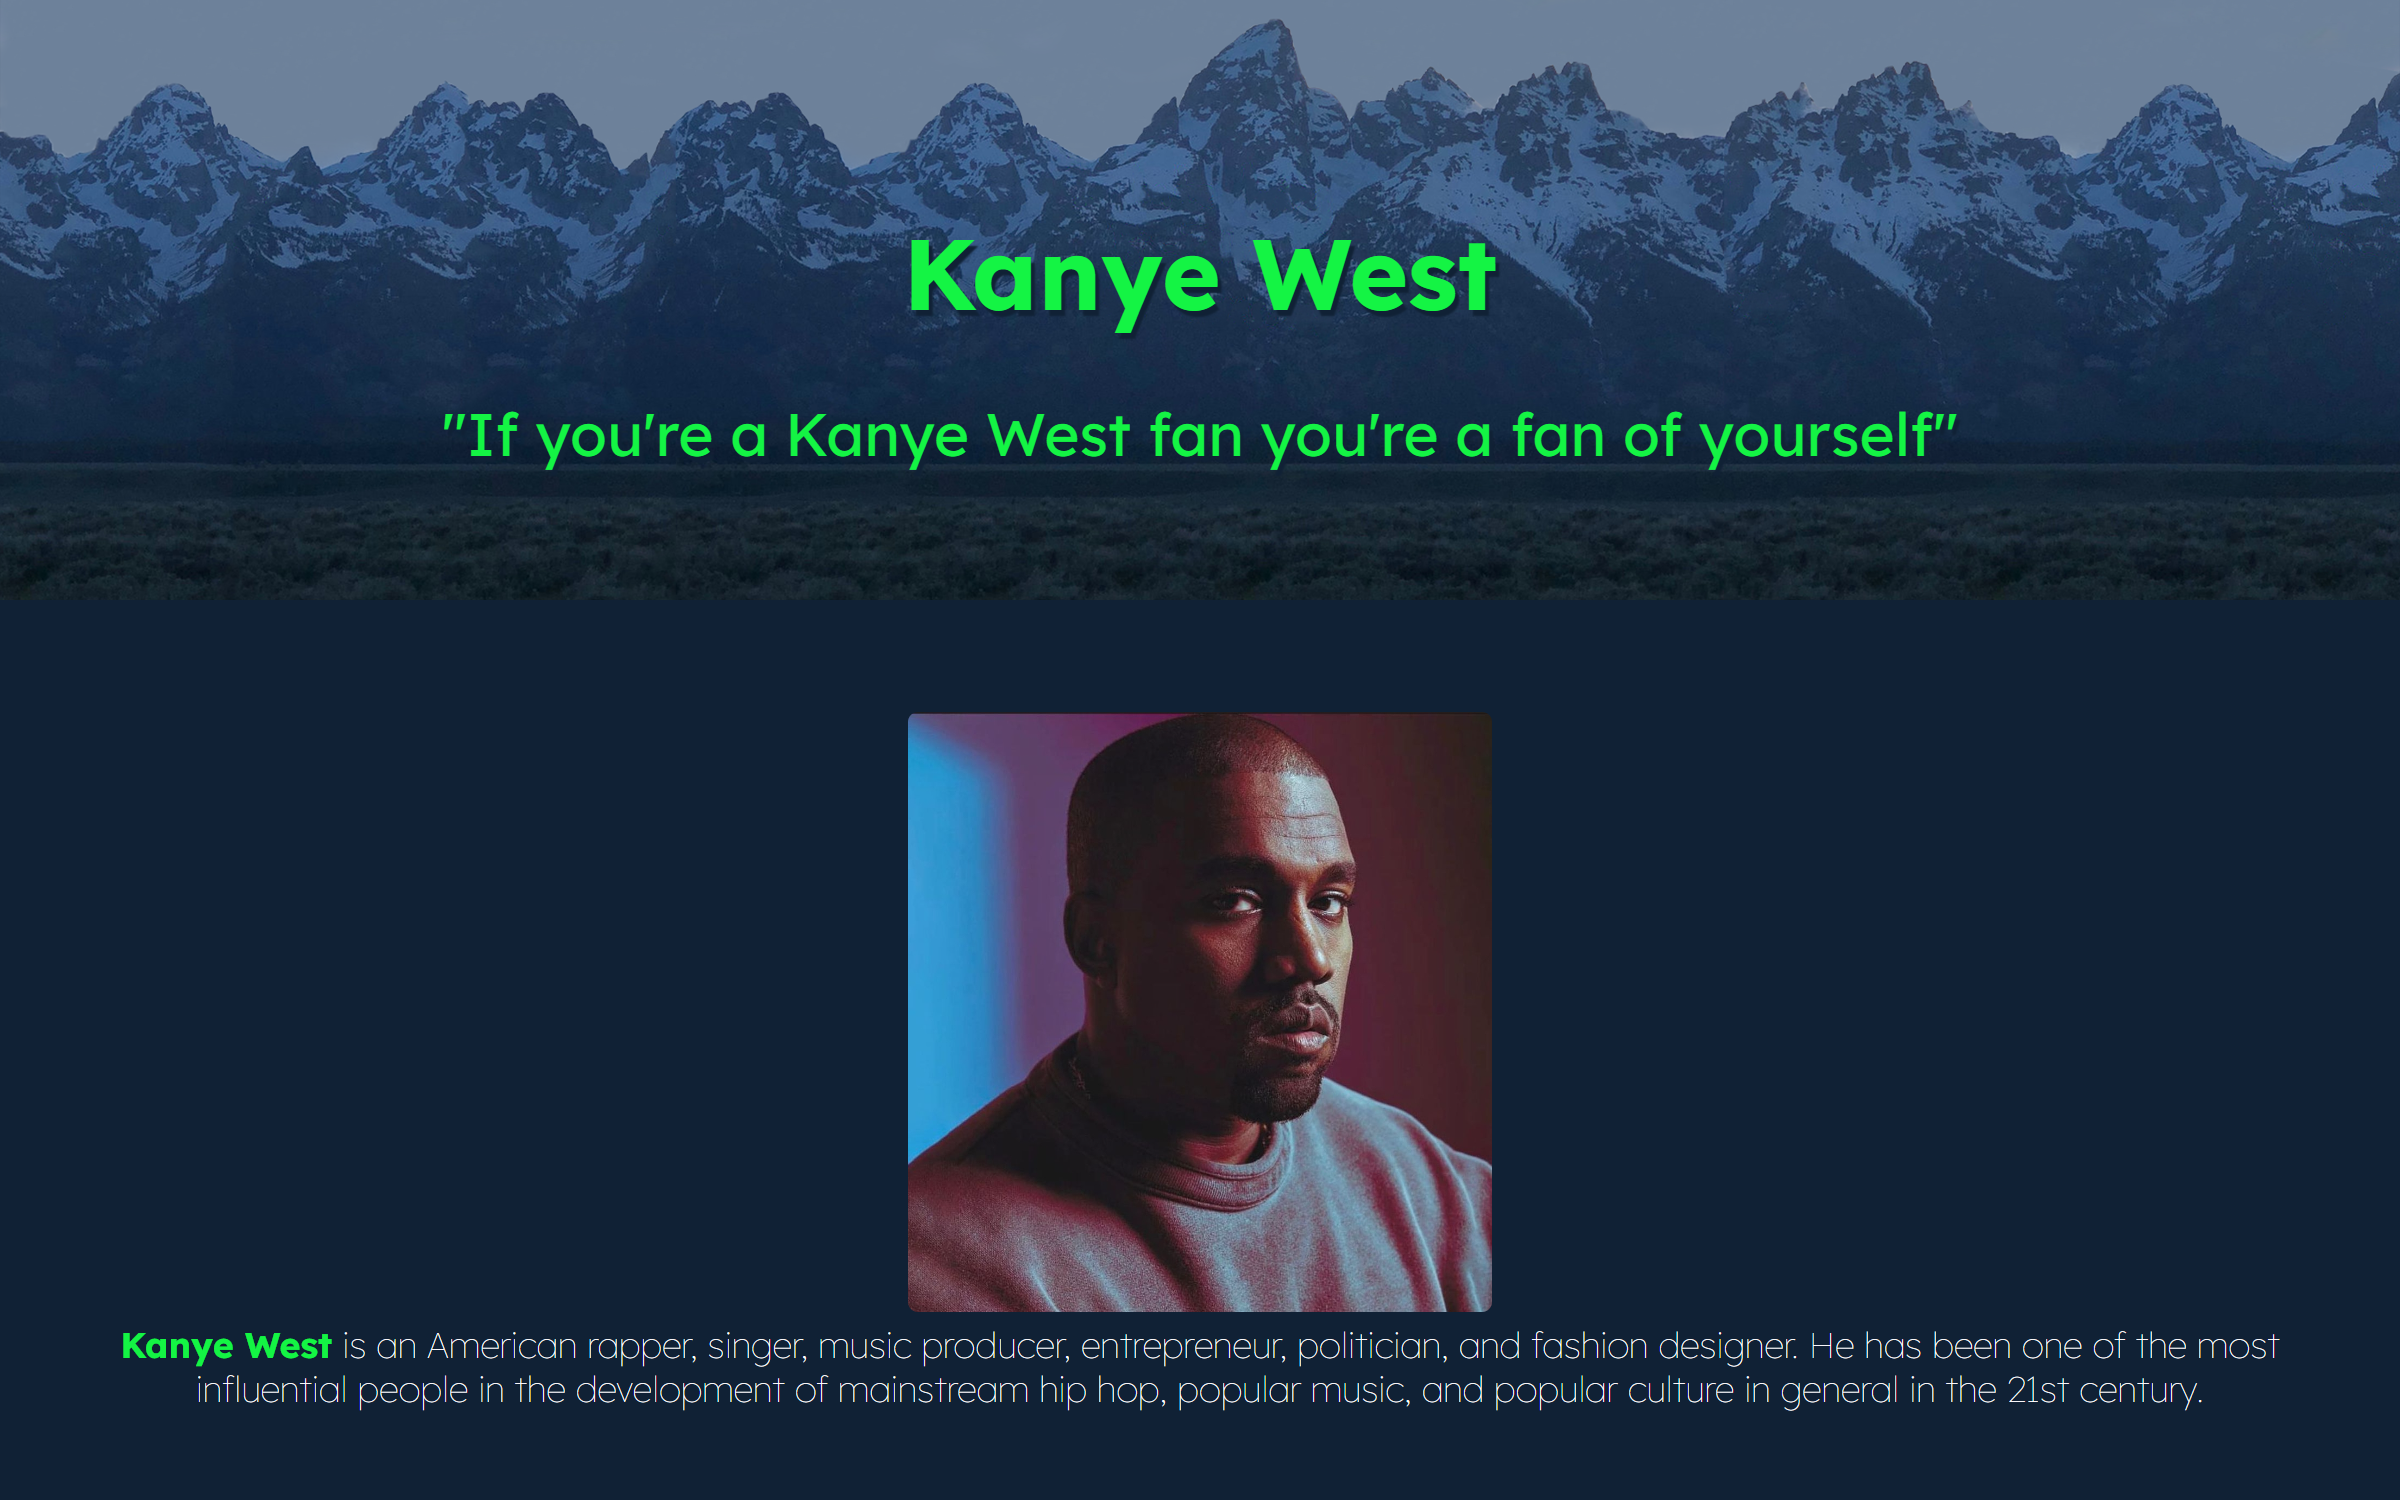 Kanye West
"If you're a Kanye West fan you're a fan of yourself"
Kanye West is an American rapper, singer, music producer, entrepreneur, politician, and fashion designer. He has been one of the most
influential people in the development of mainstream hip hop, popular music, and popular culture in general in the 21st century.